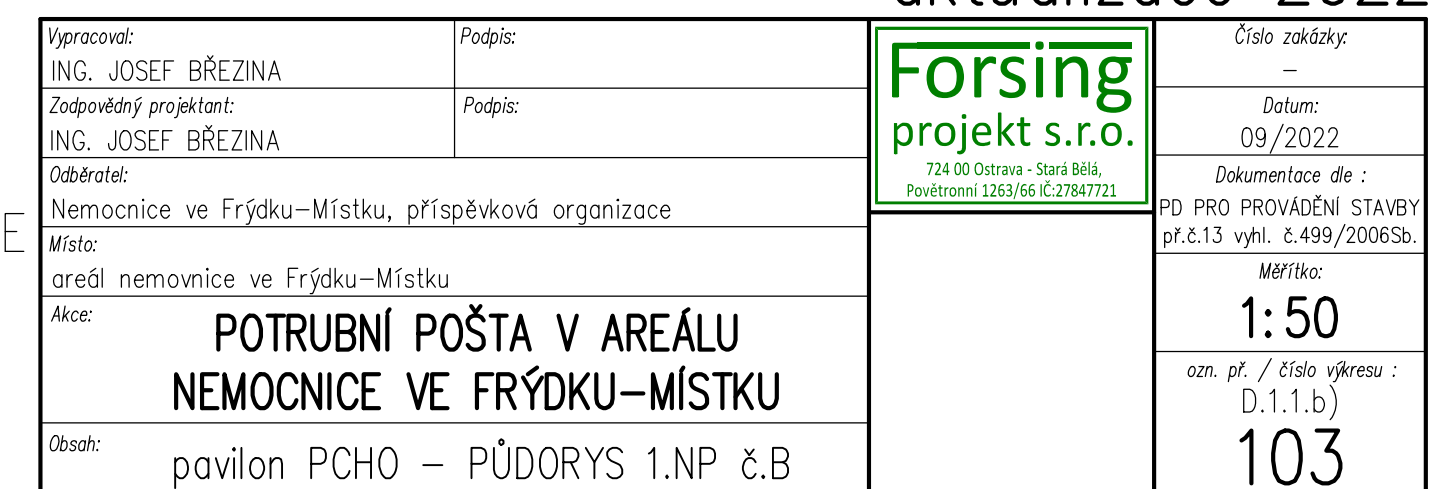 aktualizace 2022
Vypracoval:
ING. JOSEF BŘEZINA
Podpis:
Zodpovědný projektant:
ING. JOSEF BŘEZINA
Podpis:
Odběratel:
Nemocnice ve Frýdku-Místku, příspěvková organizace
Místo:
areál nemovnice ve Frýdku-Místku
Akce:
POTRUBNÍ POŠTA V AREÁLU
NEMOCNICE VE FRÝDKU-MÍSTKU
Obsah:
pavilon PCHO - PŮDORYS 1.NP č.B
Forsing
projekt s.r.o.
724 00 Ostrava - Stará Bělá,
Povětronní 1263/66 IČ:27847721
Číslo zakázky:
-
Datum:
09/2022
Dokumentace dle :
PD PRO PROVÁDĚNÍ STAVBY
př.č.13 vyhl. č.499/2006Sb.
Měřítko:
1:50
ozn. př. / číslo výkresu :
D.1.1.b)
103
E